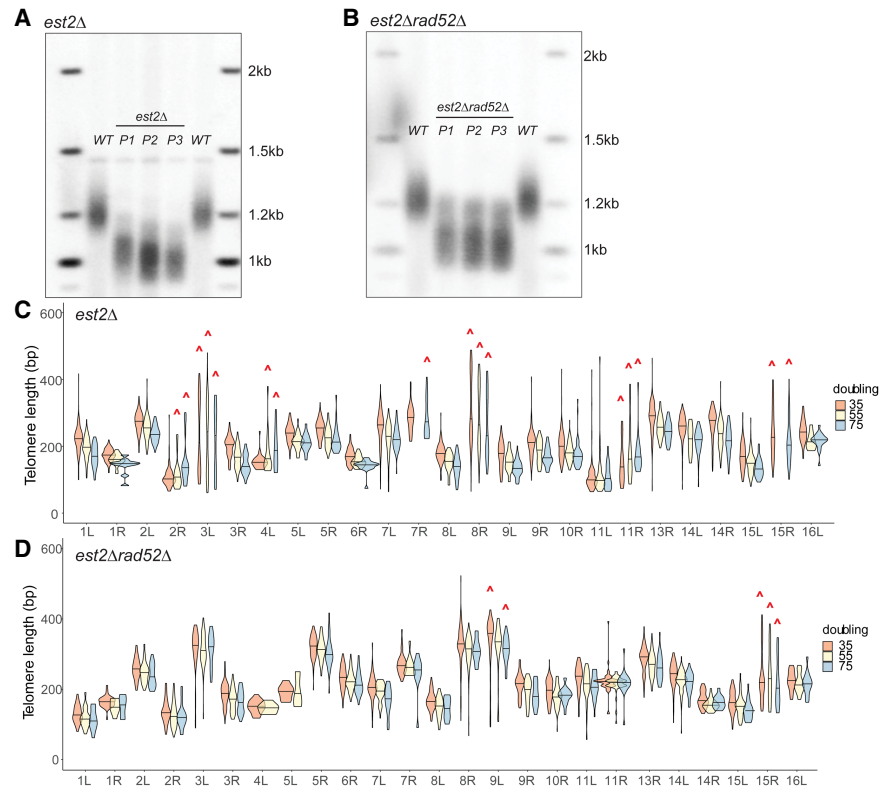 A est2Δ
2kb
est2Δ
WT P1 P2 P3 WT
1.5kb
1.2kb
1kb
B est2Δrad52Δ
2kb
est2Δrad52Δ
WT P1 P2 P3 WT
1.5kb
1.2kb
1kb
C est2Δ
Telomere length (bp)
600
400
200
0
^ ^ ^ ^ ^ ^ ^ ^ ^ ^ ^ ^ ^ ^ ^ ^
1L 1R 2L 2R 3L 3R 4L 5L 5R 6R 7L 7R 8L 8R 9L 9R 10R 11L 11R 13R 14L 14R 15L 15R 16L
doubling
35
55
75
D est2Δrad52Δ
Telomere length (bp)
600
400
200
0
^ ^ ^ ^ ^
1L 1R 2L 2R 3L 3R 4L 5L 5R 6R 7L 7R 8L 8R 9L 9R 10R 11L 11R 13R 14L 14R 15L 15R 16L
doubling
35
55
75